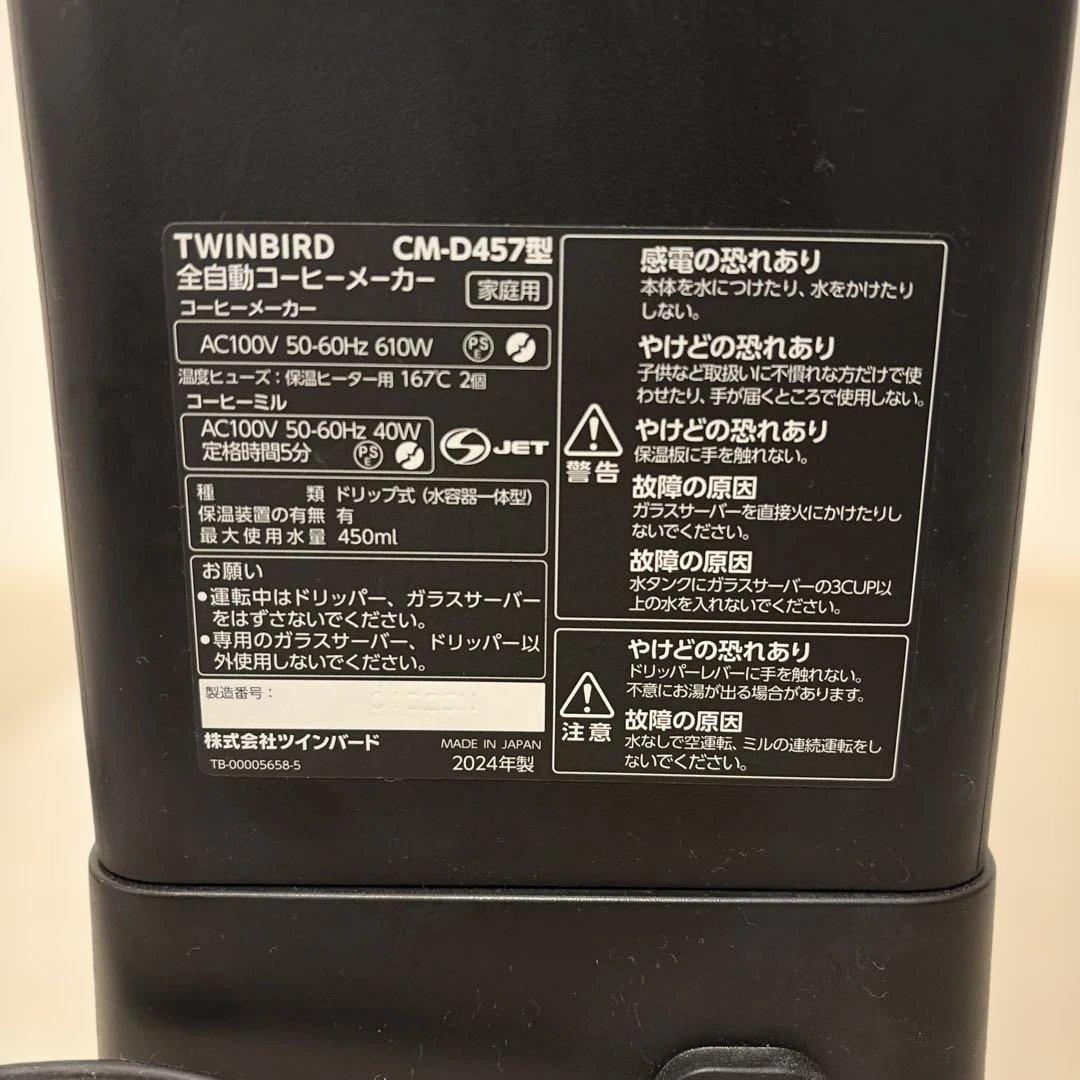 TWINBIRD CM-D457型
全自動コーヒーメーカー 家庭用
コーヒーメーカー
AC100V 50-60Hz 610W PSE
温度ヒューズ：保温ヒーター用 167℃ 2個
コーヒーミル
AC100V 50-60Hz 40W
定格時間5分 PSE
S JET
種類 ドリップ式 (水容器一体型)
保温装置の有無 有
最大使用水量 450ml
お願い
●運転中はドリッパー、ガラスサーバー
をはずさないでください。
●専用のガラスサーバー、ドリッパー以
外使用しないでください。
製造番号：
株式会社ツインバード MADE IN JAPAN
TB-00005658-5 2024年製
警告
感電の恐れあり
本体を水につけたり、水をかけたり
しない。
やけどの恐れあり
子供など取扱いに不慣れな方だけで使
わせたり、手が届くところで使用しない。
やけどの恐れあり
保温板に手を触れない。
故障の原因
ガラスサーバーを直接火にかけたりし
ないでください。
故障の原因
水タンクにガラスサーバーの3CUP以
上の水を入れないでください。
注意
やけどの恐れあり
ドリッパーレバーに手を触れない。
不意にお湯が出る場合があります。
故障の原因
水なしで空運転、ミルの連続運転をし
ないでください。